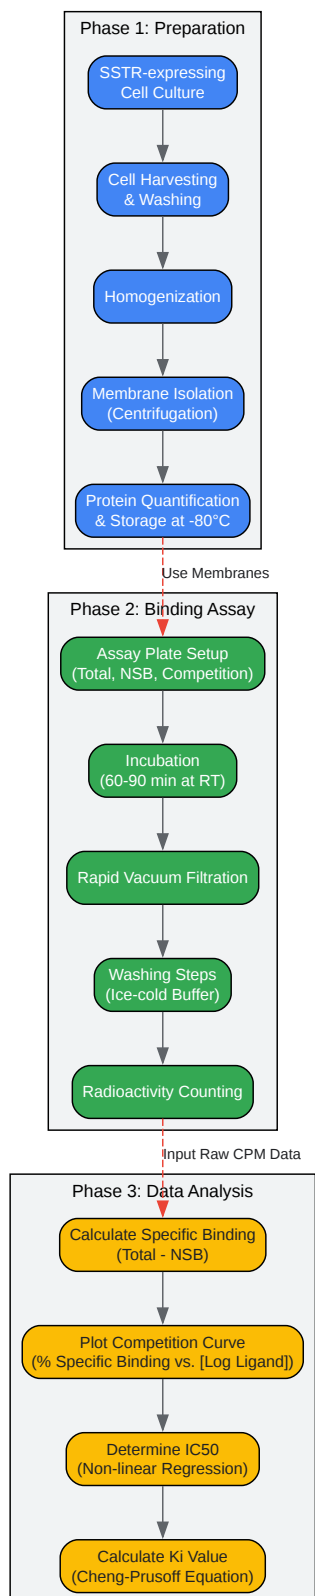 Phase 1: Preparation
SSTR-expressing
Cell Culture
Cell Harvesting
& Washing
Homogenization
Membrane Isolation
(Centrifugation)
Protein Quantification
& Storage at -80°C
Use Membranes
Phase 2: Binding Assay
Assay Plate Setup
(Total, NSB, Competition)
Incubation
(60-90 min at RT)
Rapid Vacuum Filtration
Washing Steps
(Ice-cold Buffer)
Radioactivity Counting
Input Raw CPM Data
Phase 3: Data Analysis
Calculate Specific Binding
(Total - NSB)
Plot Competition Curve
(% Specific Binding vs. [Log Ligand])
Determine IC50
(Non-linear Regression)
Calculate Ki Value
(Cheng-Prusoff Equation)